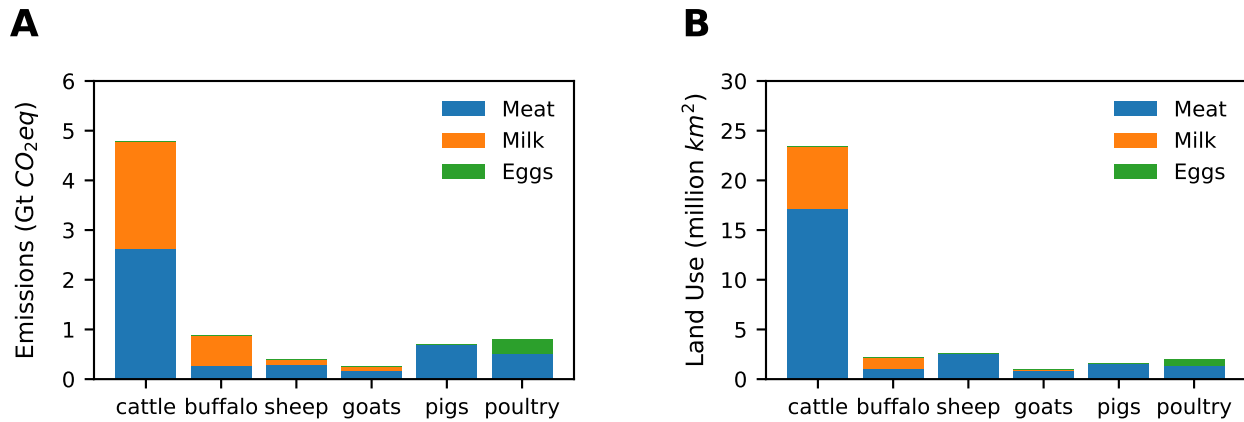 A
Emissions (Gt CO₂eq)
6
5
4
3
2
1
0
Meat
Milk
Eggs
cattle buffalo sheep goats pigs poultry
B
Land Use (million km²)
30
25
20
15
10
5
0
Meat
Milk
Eggs
cattle buffalo sheep goats pigs poultry